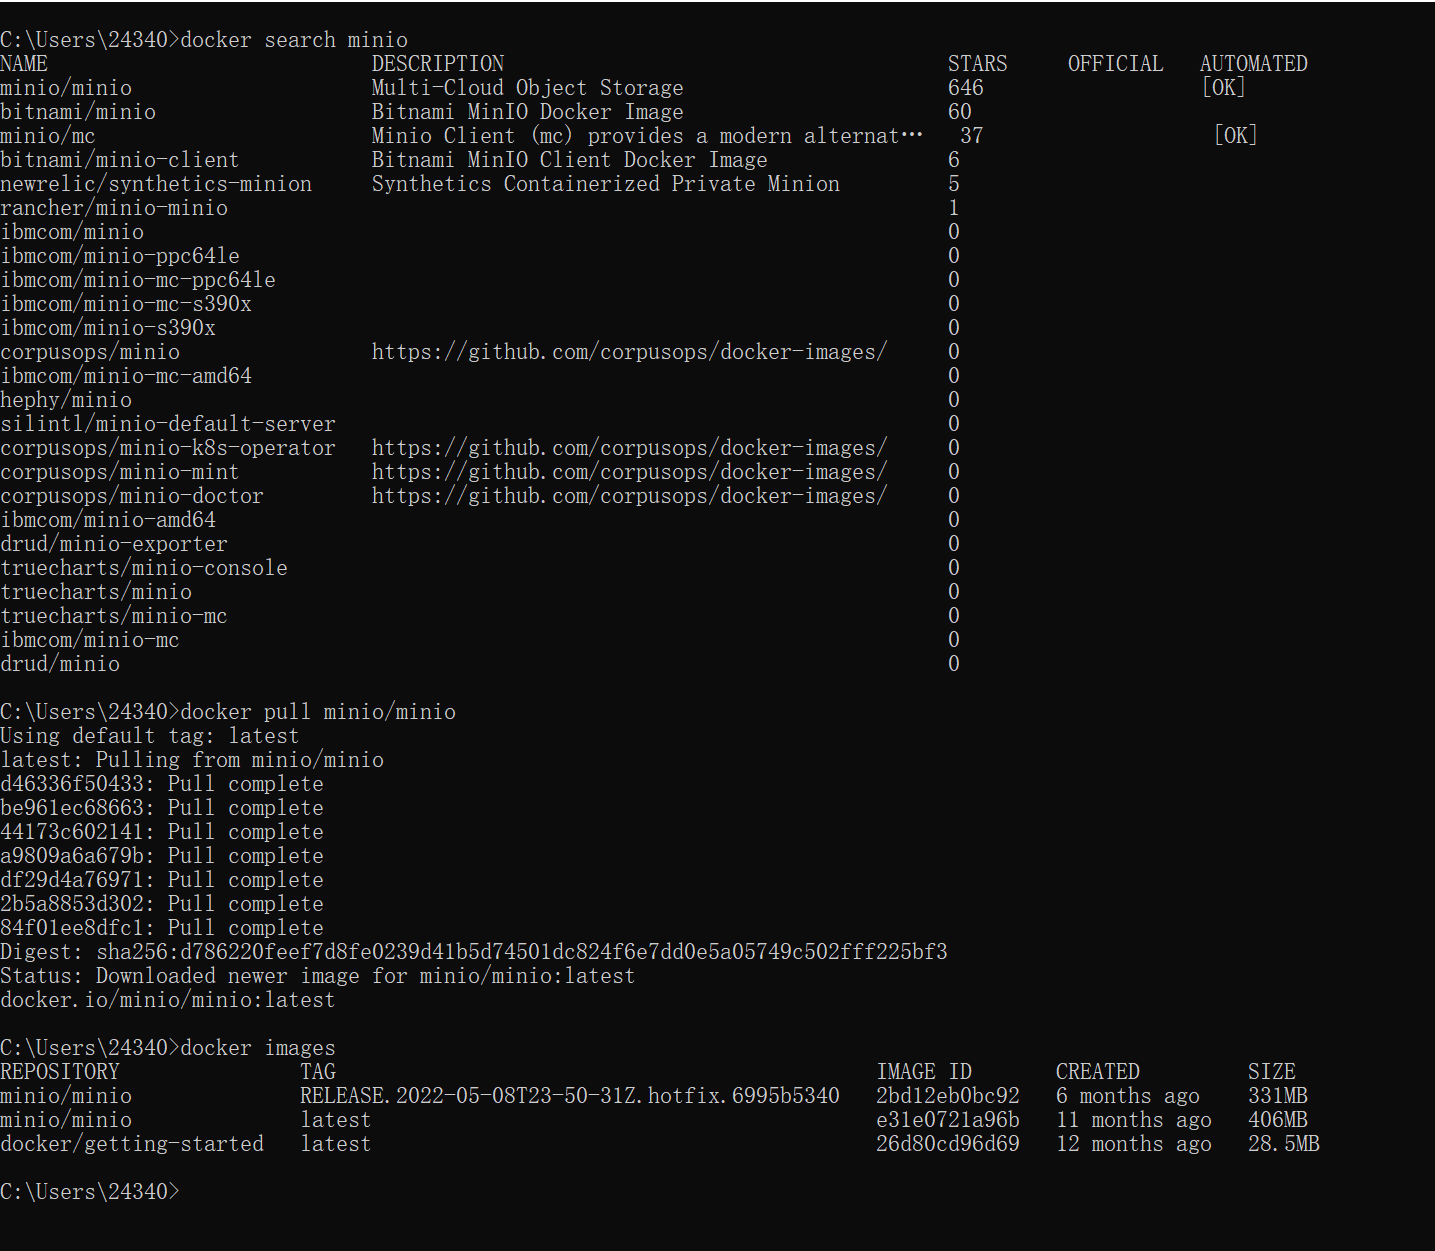 C:\Users\24340>docker search minio
NAME DESCRIPTION STARS OFFICIAL AUTOMATED
minio/minio Multi-Cloud Object Storage 646 [OK]
bitnami/minio Bitnami MinIO Docker Image 60
minio/mc Minio Client (mc) provides a modern alternat… 37 [OK]
bitnami/minio-client Bitnami MinIO Client Docker Image 6
newrelic/synthetics-minion Synthetics Containerized Private Minion 5
rancher/minio-minio 1
ibmcom/minio 0
ibmcom/minio-ppc64le 0
ibmcom/minio-mc-ppc64le 0
ibmcom/minio-mc-s390x 0
ibmcom/minio-s390x 0
corpusops/minio https://github.com/corpusops/docker-images/ 0
ibmcom/minio-mc-amd64 0
hephy/minio 0
silintl/minio-default-server 0
corpusops/minio-k8s-operator https://github.com/corpusops/docker-images/ 0
corpusops/minio-mint https://github.com/corpusops/docker-images/ 0
corpusops/minio-doctor https://github.com/corpusops/docker-images/ 0
ibmcom/minio-amd64 0
drud/minio-exporter 0
truecharts/minio-console 0
truecharts/minio 0
truecharts/minio-mc 0
ibmcom/minio-mc 0
drud/minio 0
C:\Users\24340>docker pull minio/minio
Using default tag: latest
latest: Pulling from minio/minio
d46336f50433: Pull complete
be961ec68663: Pull complete
44173c602141: Pull complete
a9809a6a679b: Pull complete
df29d4a76971: Pull complete
2b5a8853d302: Pull complete
84f01ee8dfc1: Pull complete
Digest: sha256:d786220feef7d8fe0239d41b5d74501dc824f6e7dd0e5a05749c502fff225bf3
Status: Downloaded newer image for minio/minio:latest
docker.io/minio/minio:latest
C:\Users\24340>docker images
REPOSITORY TAG IMAGE ID CREATED SIZE
minio/minio RELEASE.2022-05-08T23-50-31Z.hotfix.6995b5340 2bd12eb0bc92 6 months ago 331MB
minio/minio latest e31e0721a96b 11 months ago 406MB
docker/getting-started latest 26d80cd96d69 12 months ago 28.5MB
C:\Users\24340>